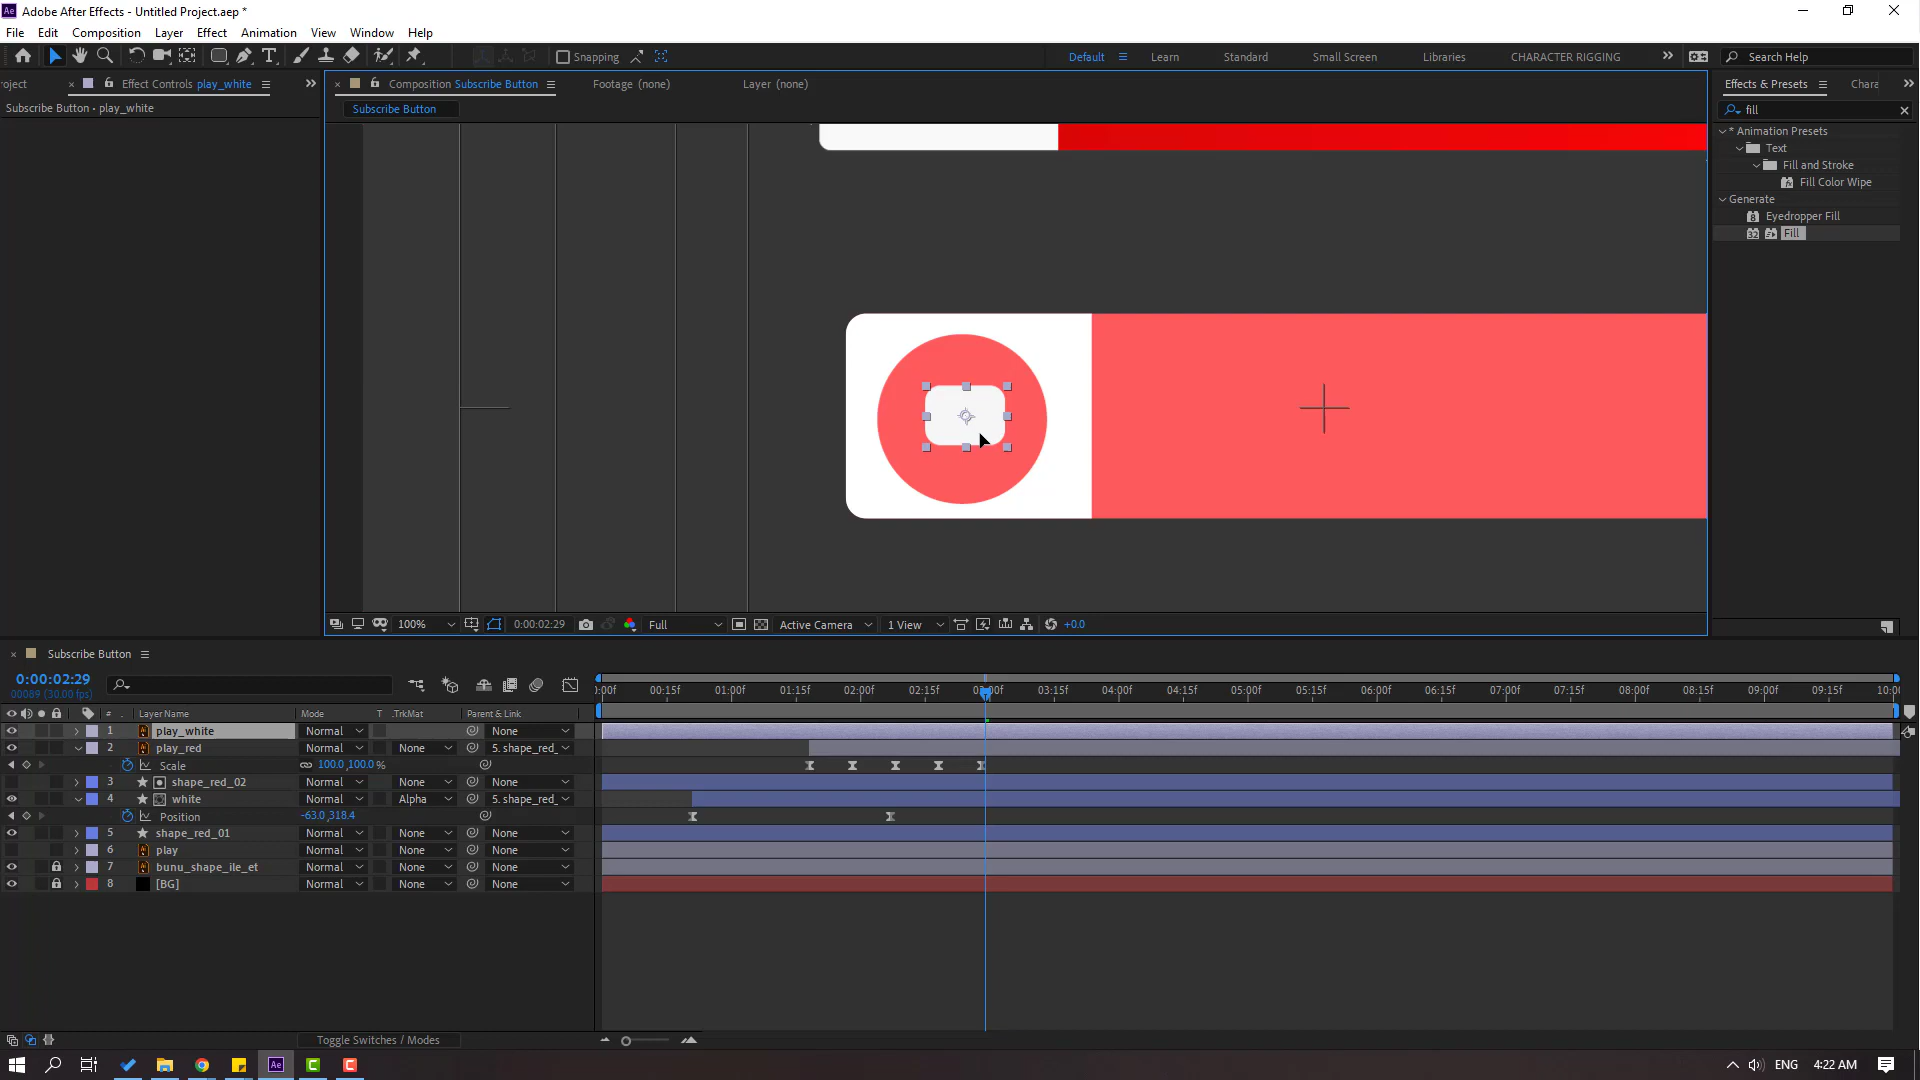 Ae Adobe After Effects - Untitled Project.aep *
File Edit Composition Layer Effect Animation View Window Help
Snapping Default Learn Standard Small Screen Libraries CHARACTER RIGGING Search Help
roject Effect Controls play_white Composition Subscribe Button Footage (none) Layer (none) Effects & Presets Chara
Subscribe Button • play_white
Subscribe Button
fill
* Animation Presets
Text
Fill and Stroke
Fill Color Wipe
Generate
Eyedropper Fill
32 Fill
100% 0:00:02:29 Full Active Camera 1 View +0.0
Subscribe Button
0:00:02:29
00089 (30.00 fps)
):00f 00:15f 01:00f 01:15f 02:00f 02:15f 03:00f 03:15f 04:00f 04:15f 05:00f 05:15f 06:00f 06:15f 07:00f 07:15f 08:00f 08:15f 09:00f 09:15f 10:00
# Layer Name Mode T .TrkMat Parent & Link
1 play_white Normal None
2 play_red Normal None 5. shape_red_
Scale 100.0,100.0 %
3 shape_red_02 Normal None None
4 white Normal Alpha 5. shape_red_
Position -63.0,318.4
5 shape_red_01 Normal None None
6 play Normal None None
7 bunu_shape_ile_et Normal None None
8 [BG] Normal None None
Toggle Switches / Modes
Ae ENG 4:22 AM